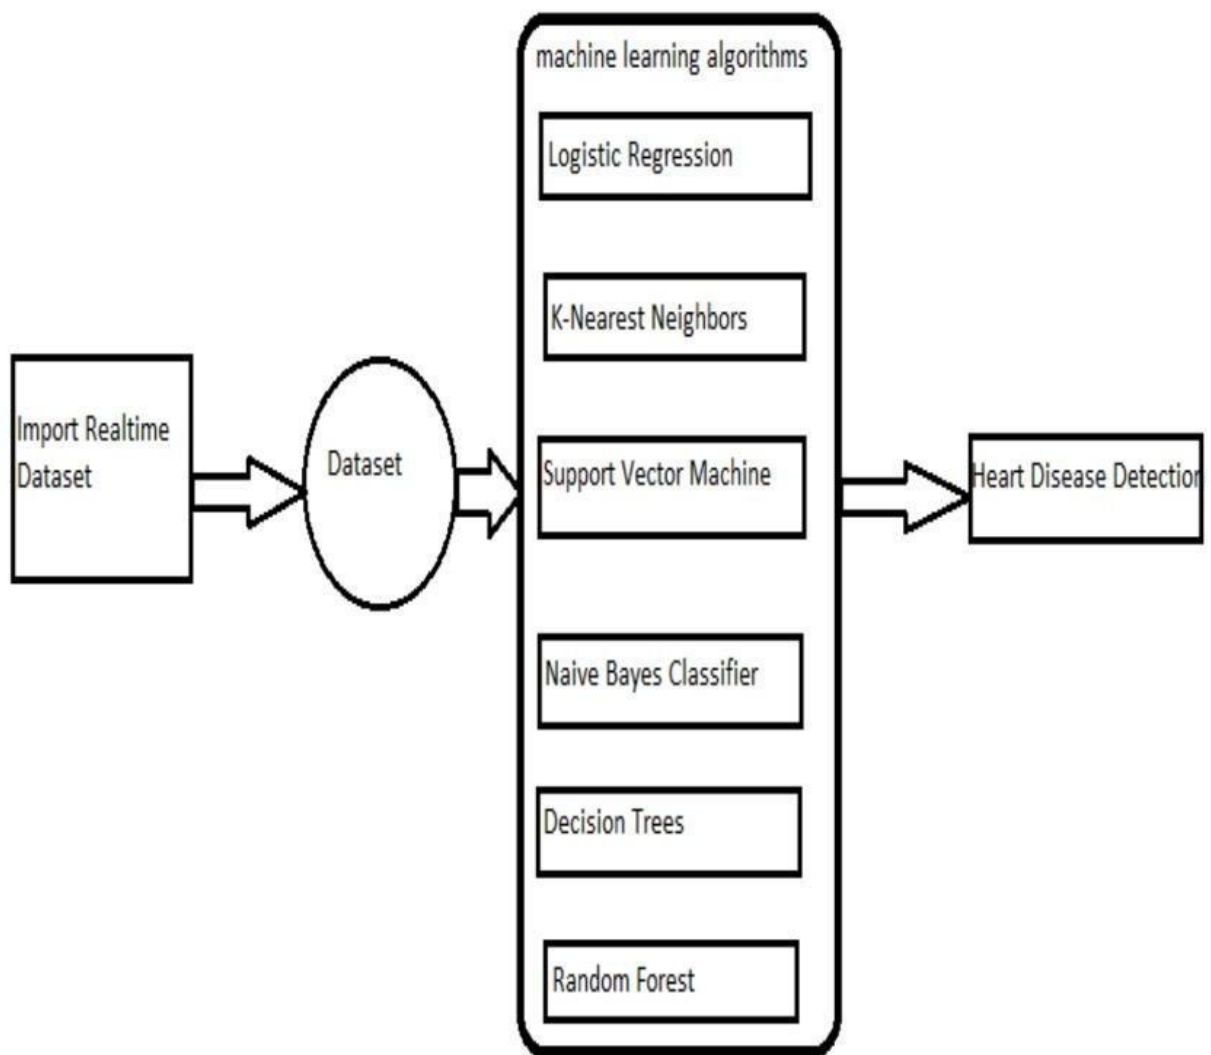 machine learning algorithms
Logistic Regression
K-Nearest Neighbors
Import Realtime
Dataset
Dataset
Support Vector Machine
Heart Disease Detection
Naive Bayes Classifier
Decision Trees
Random Forest